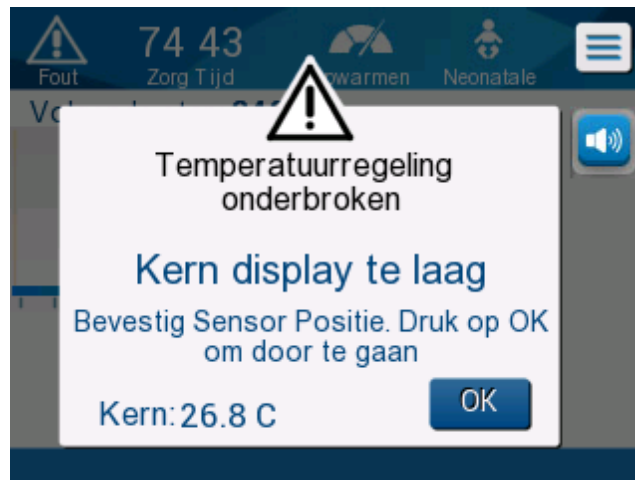 74 43
Fout
Zorg Tijd
Neonatale
Temperatuurregeling
onderbroken
Kern display te laag
Bevestig Sensor Positie. Druk op OK
om door te gaan
Kern: 26.8 C
OK